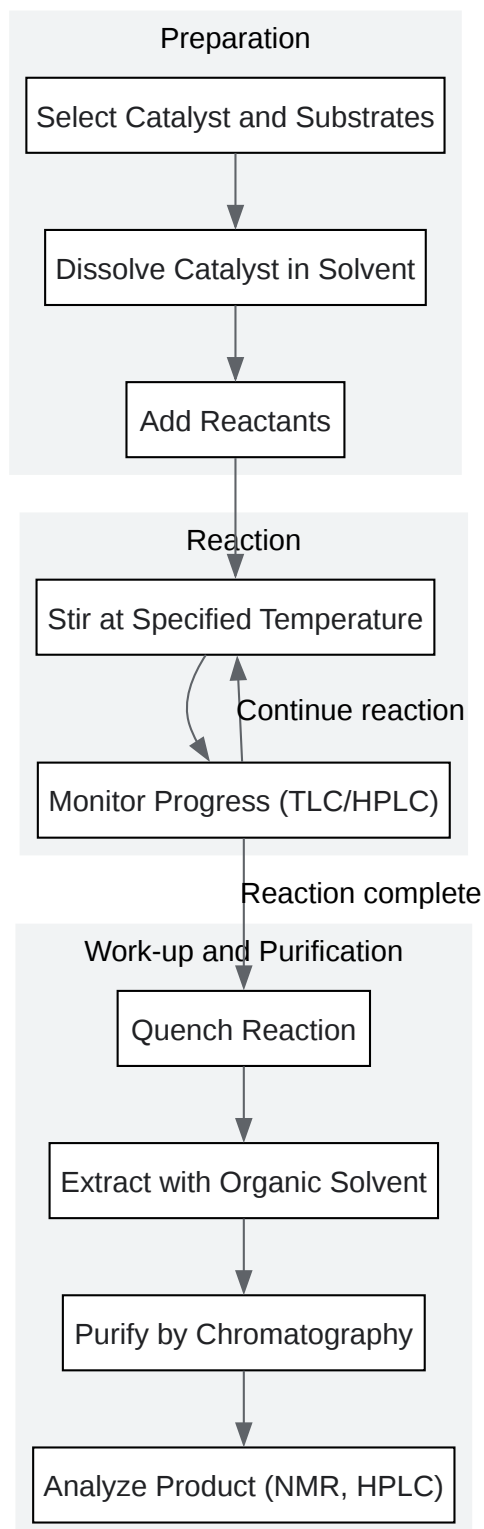 Preparation
Select Catalyst and Substrates
Dissolve Catalyst in Solvent
Add Reactants
Reaction
Stir at Specified Temperature
Continue reaction
Monitor Progress (TLC/HPLC)
Reaction complete
Work-up and Purification
Quench Reaction
Extract with Organic Solvent
Purify by Chromatography
Analyze Product (NMR, HPLC)